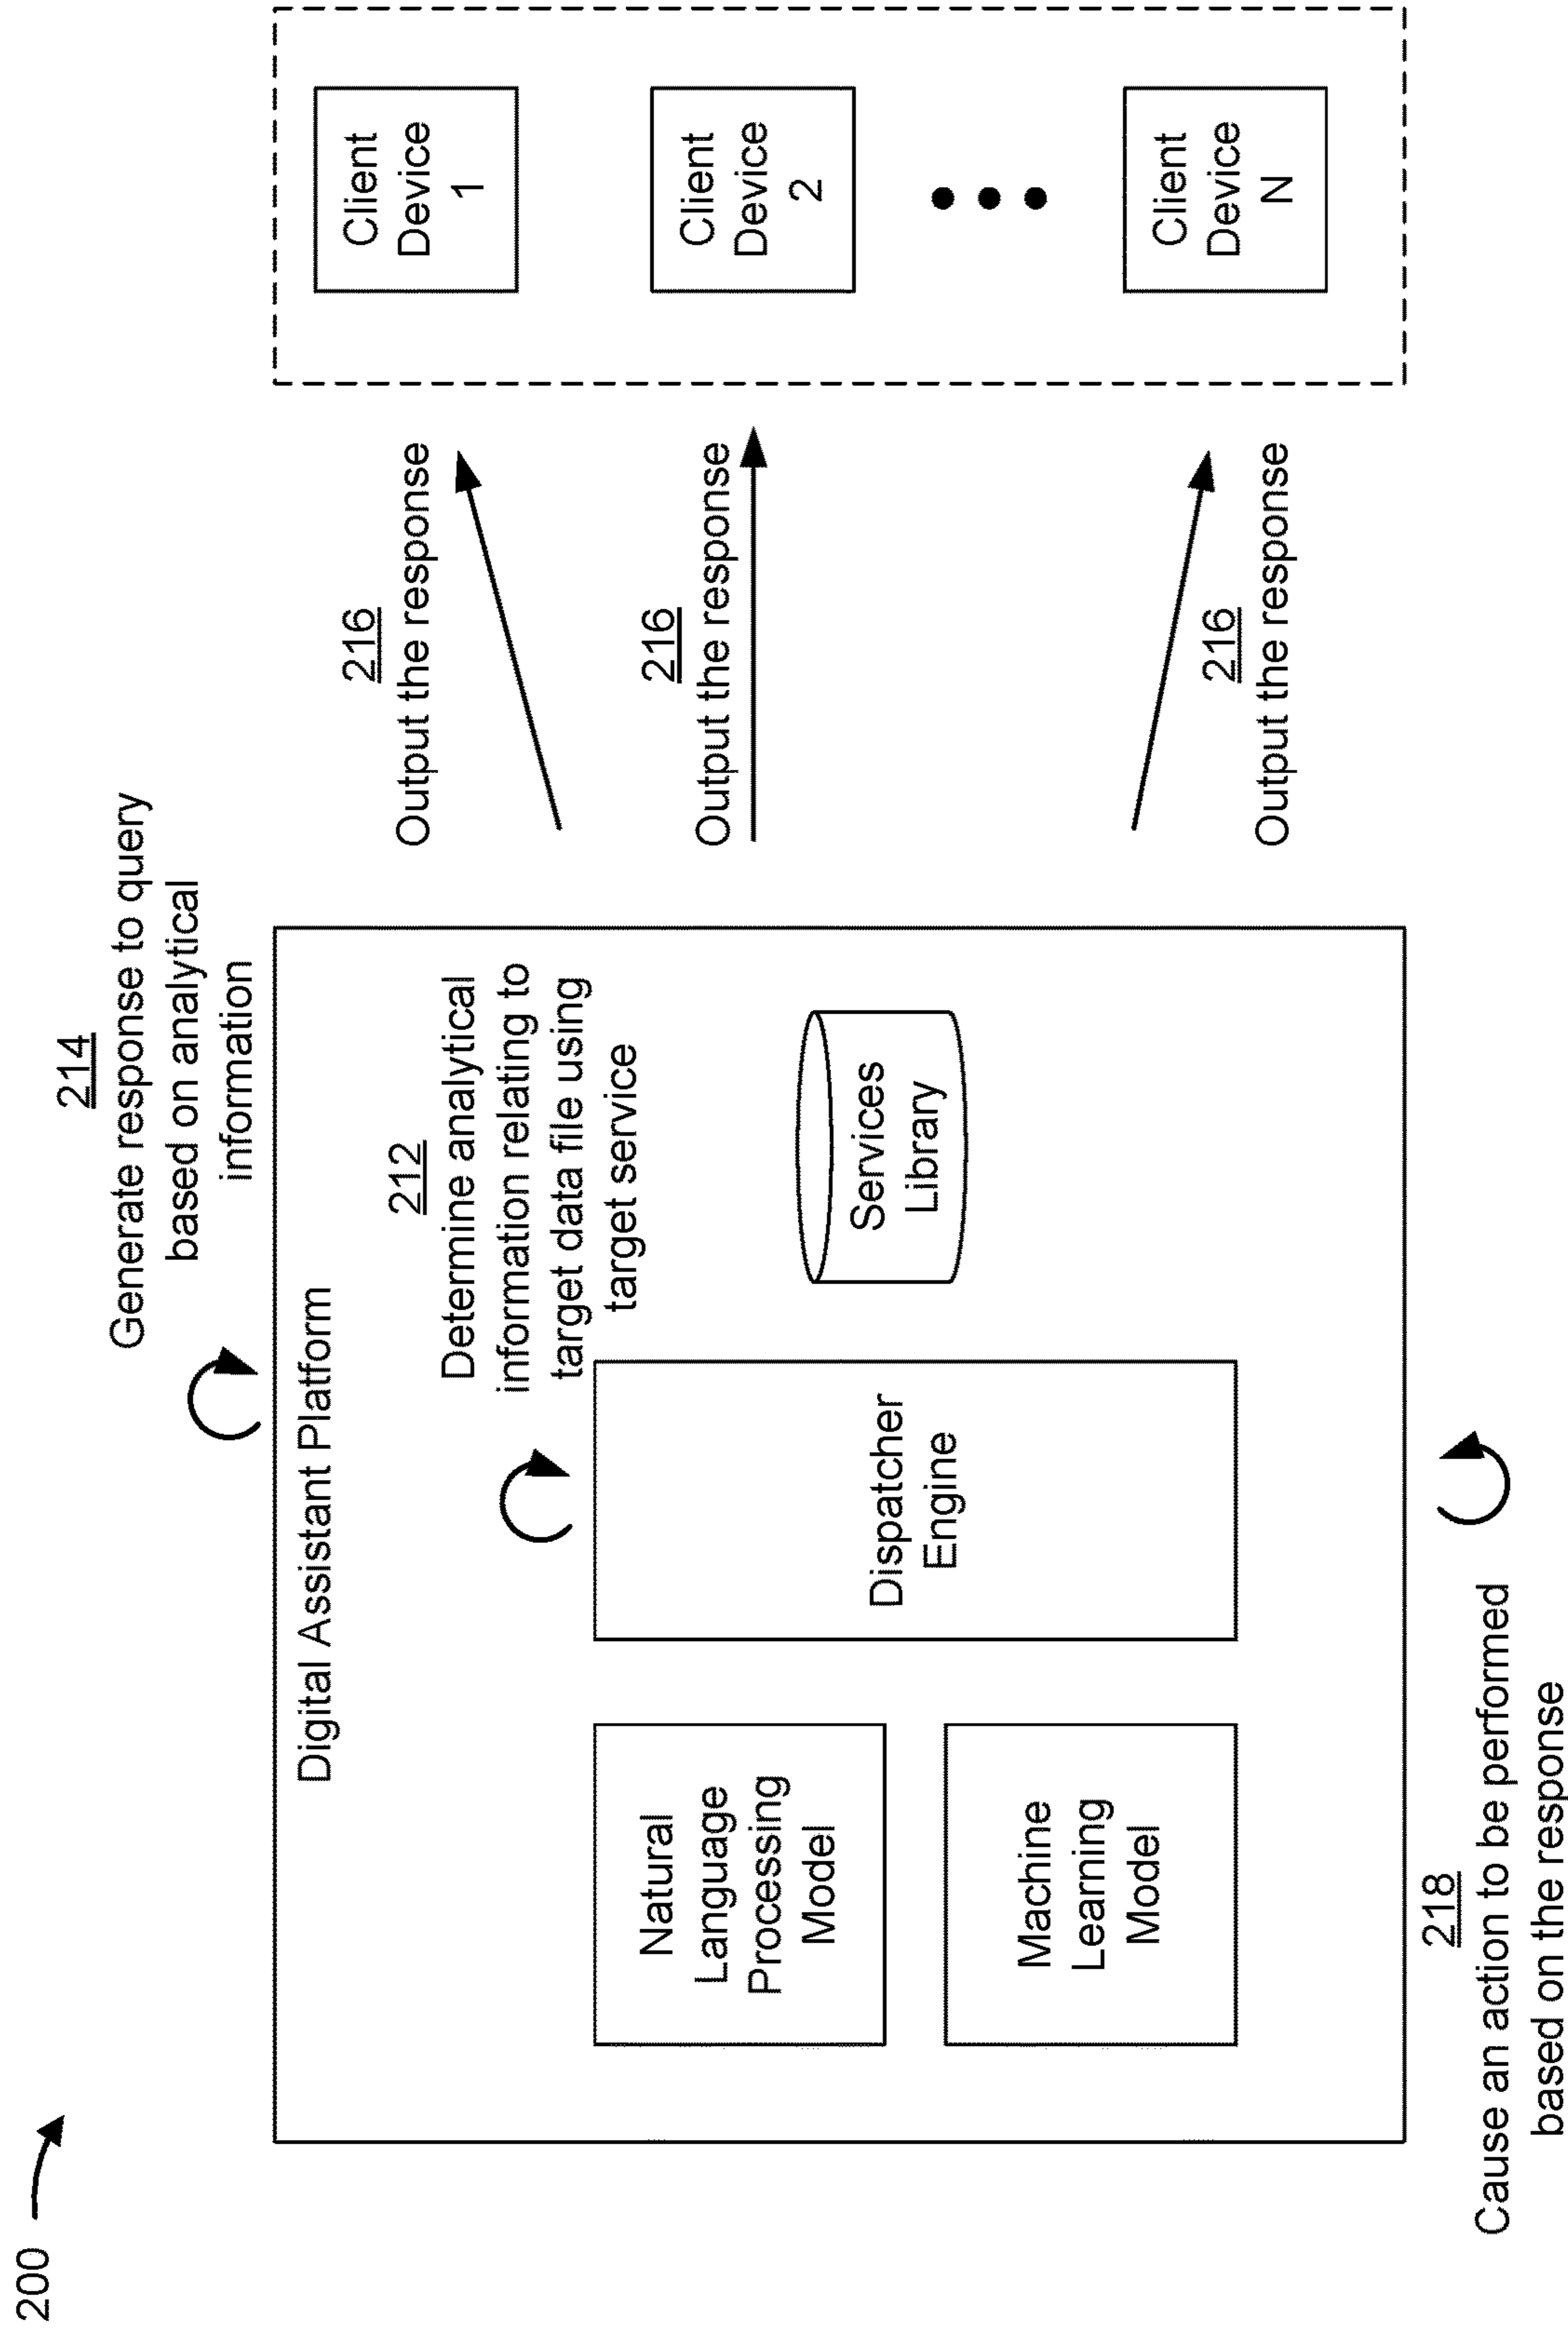 200
214
Generate response to query
based on analytical
information
Digital Assistant Platform
212
Determine analytical
information relating to
target data file using
target service
Natural
Language
Processing
Model
Machine
Learning
Model
Dispatcher
Engine
Services
Library
218
Cause an action to be performed
based on the response
216
Output the response
216
Output the response
216
Output the response
Client
Device
1
Client
Device
2
Client
Device
N